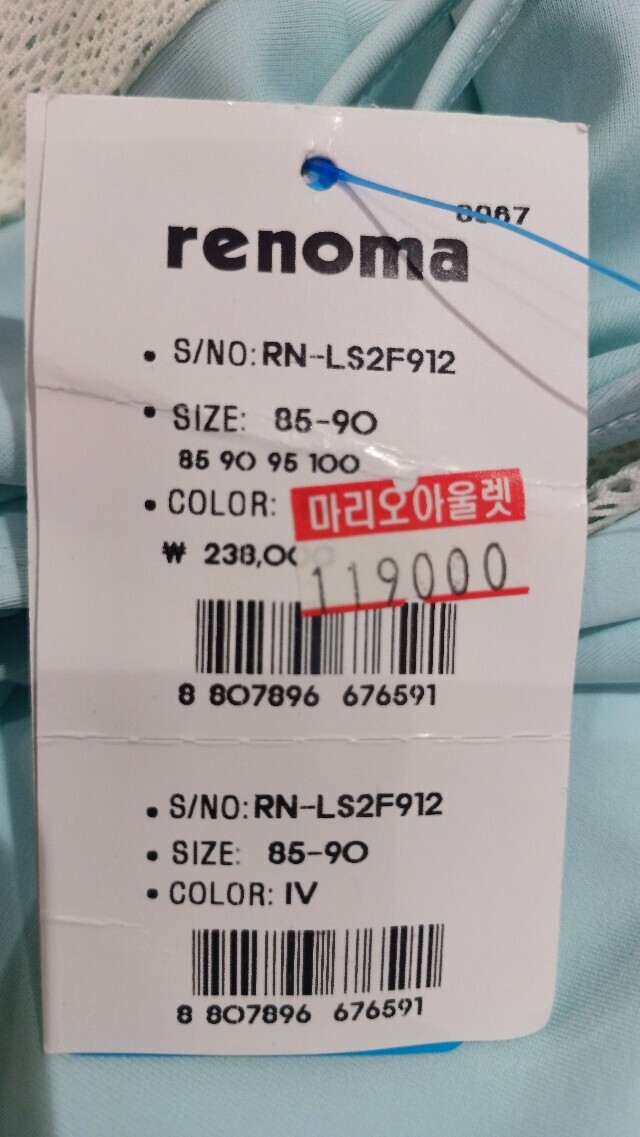 renoma
• S/NO: RN-LS2F912
• SIZE: 85-90
85 90 95 100
• COLOR:
마리오아울렛
₩ 238,0
119000
8 807896 676591
• S/NO: RN-LS2F912
• SIZE: 85-90
• COLOR: IV
8 807896 676591